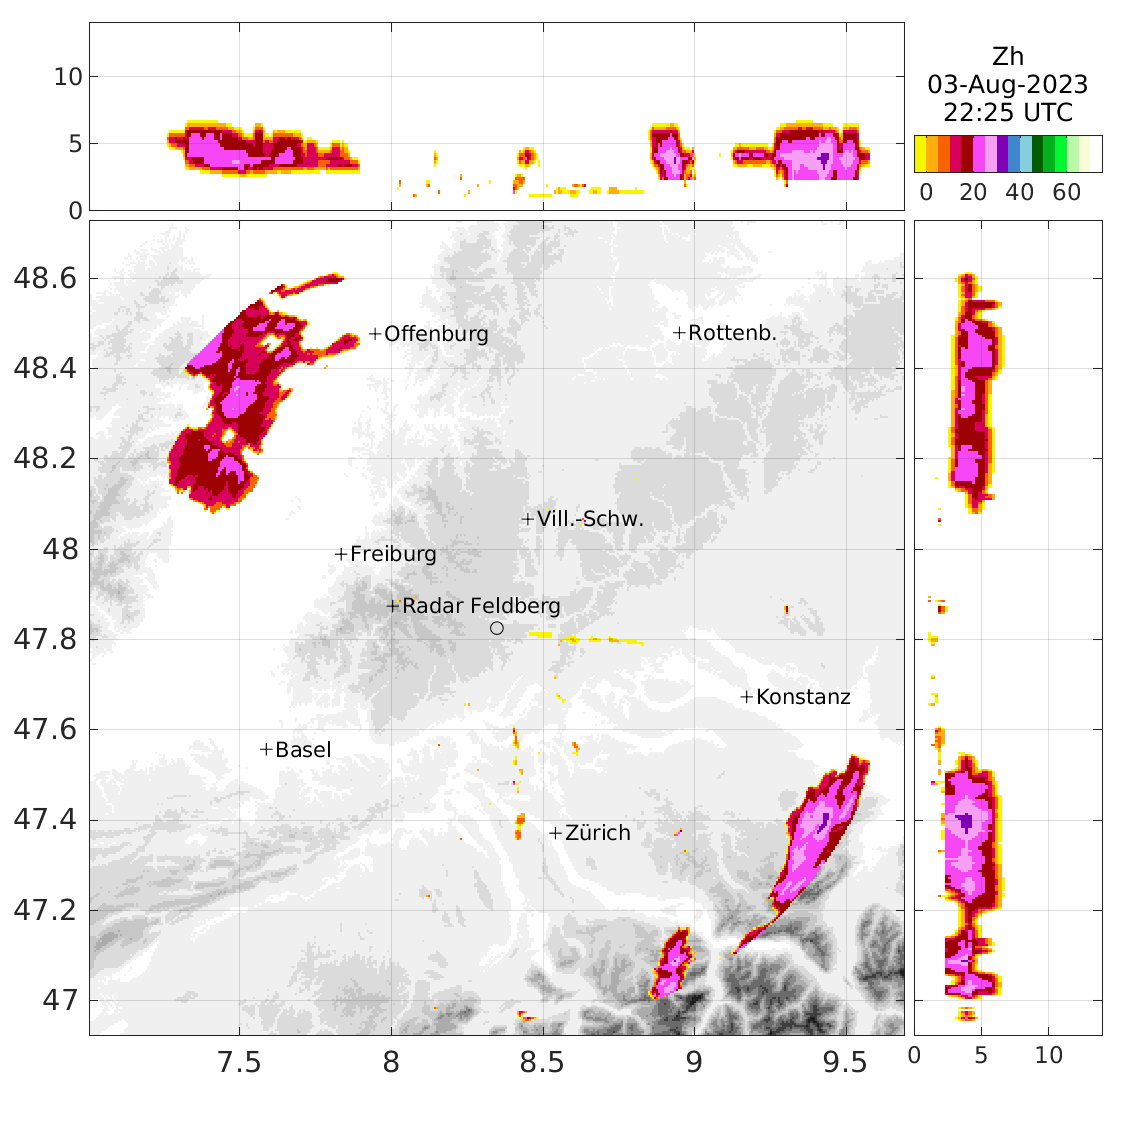 10
5
0
Zh
03-Aug-2023
22:25 UTC
0 20 40 60
48.6
48.4
48.2
48
47.8
47.6
47.4
47.2
47
+Offenburg
+Rottenb.
+Vill.-Schw.
+Freiburg
+Radar Feldberg
+Konstanz
+Basel
+Zürich
7.5 8 8.5 9 9.5
0 5 10